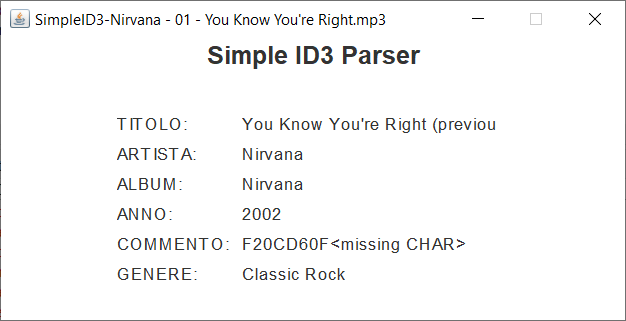 SimpleID3-Nirvana - 01 - You Know You're Right.mp3
Simple ID3 Parser
TITOLO: You Know You're Right (previou
ARTISTA: Nirvana
ALBUM: Nirvana
ANNO: 2002
COMMENTO: F20CD60F<missing CHAR>
GENERE: Classic Rock